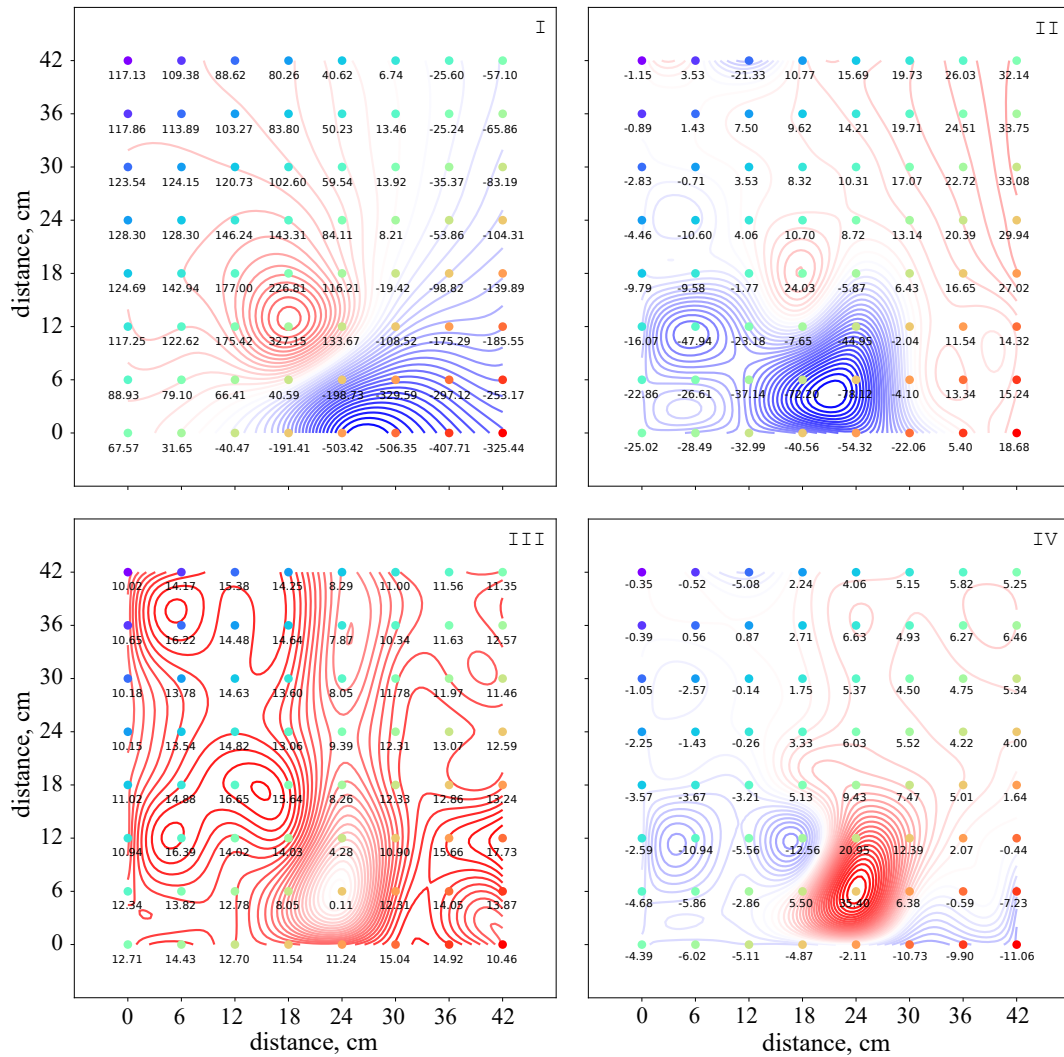 I II
42 117.13 109.38 88.62 80.26 40.62 6.74 -25.60 -57.10 -1.15 3.53 -21.33 10.77 15.69 19.73 26.03 32.14
36 117.86 113.89 103.27 83.80 50.23 13.46 -25.24 -65.86 -0.89 1.43 7.50 9.62 14.21 19.71 24.51 33.75
30 123.54 124.15 120.73 102.60 59.54 13.92 -35.37 -83.19 -2.83 -0.71 3.53 8.32 10.31 17.07 22.72 33.08
24 128.30 128.30 146.24 143.31 84.11 8.21 -53.86 -104.31 -4.46 -10.60 4.06 10.70 8.72 13.14 20.39 29.94
18 124.69 142.94 177.00 226.81 116.21 -19.42 -98.82 -139.89 -9.79 -9.58 -1.77 24.03 -5.87 6.43 16.65 27.02
12 117.25 122.62 175.42 327.15 133.67 -108.52 -175.29 -185.55 -16.07 -47.94 -23.18 -7.65 -44.95 -2.04 11.54 14.32
6 88.93 79.10 66.41 40.59 -198.73 -329.59 -297.12 -253.17 -22.86 -26.61 -37.14 -72.20 -78.12 -4.10 13.34 15.24
0 67.57 31.65 -40.47 -191.41 -503.42 -506.35 -407.71 -325.44 -25.02 -28.49 -32.99 -40.56 -54.32 -22.06 5.40 18.68
distance, cm
III IV
42 10.02 14.17 15.38 14.25 8.29 11.00 11.56 11.35 -0.35 -0.52 -5.08 2.24 4.06 5.15 5.82 5.25
36 10.65 16.22 14.48 14.64 7.87 10.34 11.63 12.57 -0.39 0.56 0.87 2.71 6.63 4.93 6.27 6.46
30 10.18 13.78 14.63 13.60 8.05 11.78 11.97 11.46 -1.05 -2.57 -0.14 1.75 5.37 4.50 4.75 5.34
24 10.15 13.54 14.82 13.06 9.39 12.31 13.07 12.59 -2.25 -1.43 -0.26 3.33 6.03 5.52 4.22 4.00
18 11.02 14.88 16.65 15.64 8.26 12.33 12.86 13.24 -3.57 -3.67 -3.21 5.13 9.43 7.47 5.01 1.64
12 10.94 16.39 14.02 14.03 4.28 10.90 15.66 17.73 -2.59 -10.94 -5.56 -12.56 20.95 12.39 2.07 -0.44
6 12.34 13.82 12.78 8.05 0.11 12.31 14.05 13.87 -4.68 -5.86 -2.86 5.50 35.40 6.38 -0.59 -7.23
0 12.71 14.43 12.70 11.54 11.24 15.04 14.92 10.46 -4.39 -6.02 -5.11 -4.87 -2.11 -10.73 -9.90 -11.06
distance, cm
0 6 12 18 24 30 36 42 0 6 12 18 24 30 36 42
distance, cm distance, cm